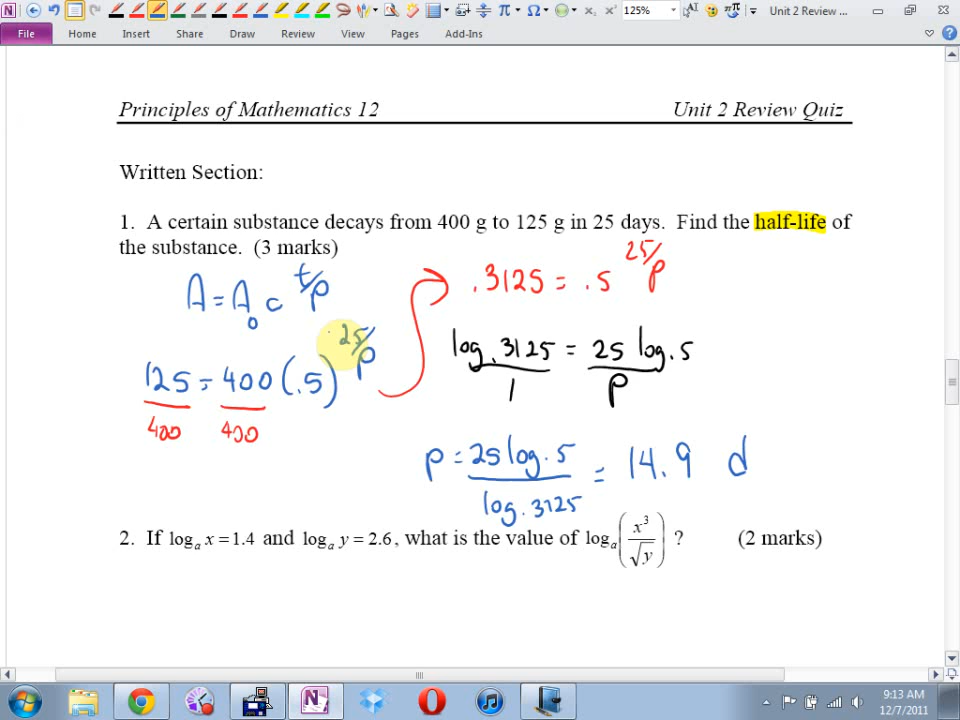 125%
Unit 2 Review ...
File Home Insert Share Draw Review View Pages Add-Ins
Principles of Mathematics 12 Unit 2 Review Quiz
Written Section:
1. A certain substance decays from 400 g to 125 g in 25 days. Find the half-life of
the substance. (3 marks)
A = A₀ c^(t/p)
125 = 400 (.5)^(25/p)
400 400
.3125 = .5^(25/p)
log .3125 = 25 log .5
1 p
p = 25 log .5 / log .3125 = 14.9 d
2. If logₐ x = 1.4 and logₐ y = 2.6, what is the value of logₐ(x³/√y) ? (2 marks)
9:13 AM
12/7/2011